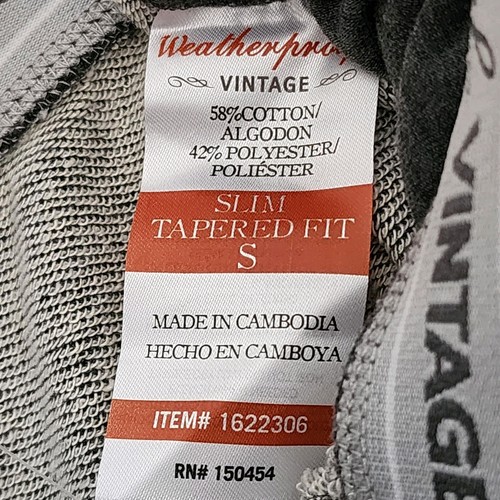 Weatherproof
VINTAGE
58%COTTON/
ALGODON
42% POLYESTER/
POLIÉSTER
SLIM
TAPERED FIT
S
MADE IN CAMBODIA
HECHO EN CAMBOYA
ITEM# 1622306
RN# 150454
VINTAGE